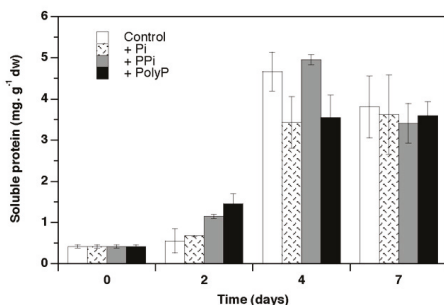 6
5
4
3
2
1
0
Soluble protein (mg. g⁻¹ dw)
Control
+ Pi
+ PPi
+ PolyP
0 2 4 7
Time (days)